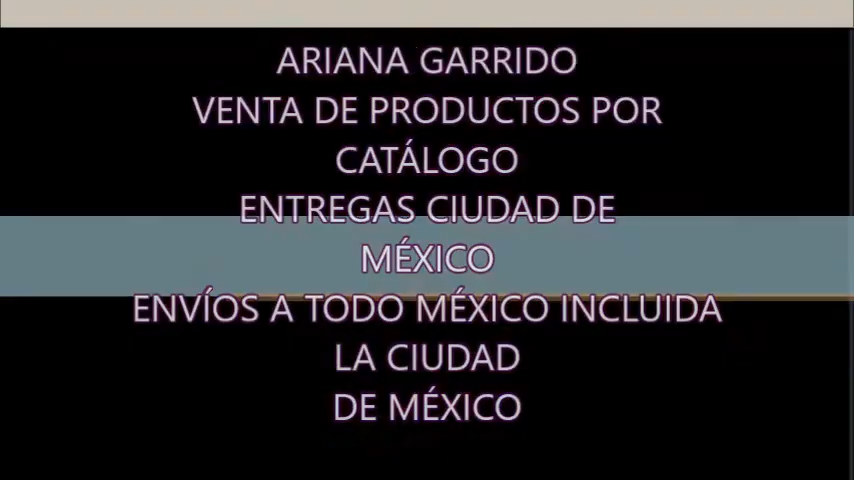 ARIANA GARRIDO
VENTA DE PRODUCTOS POR
CATÁLOGO
ENTREGAS CIUDAD DE
MÉXICO
ENVÍOS A TODO MÉXICO INCLUIDA
LA CIUDAD
DE MÉXICO